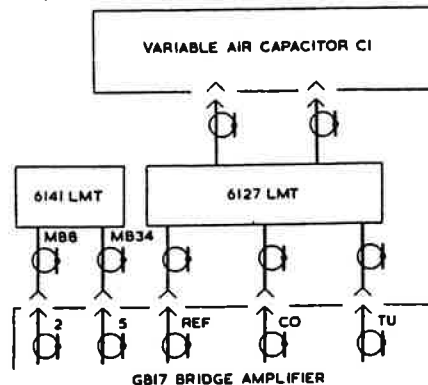 VARIABLE AIR CAPACITOR C1
6141 LMT
6127 LMT
MB8
MB34
2
5
REF
CO
TU
GB17 BRIDGE AMPLIFIER